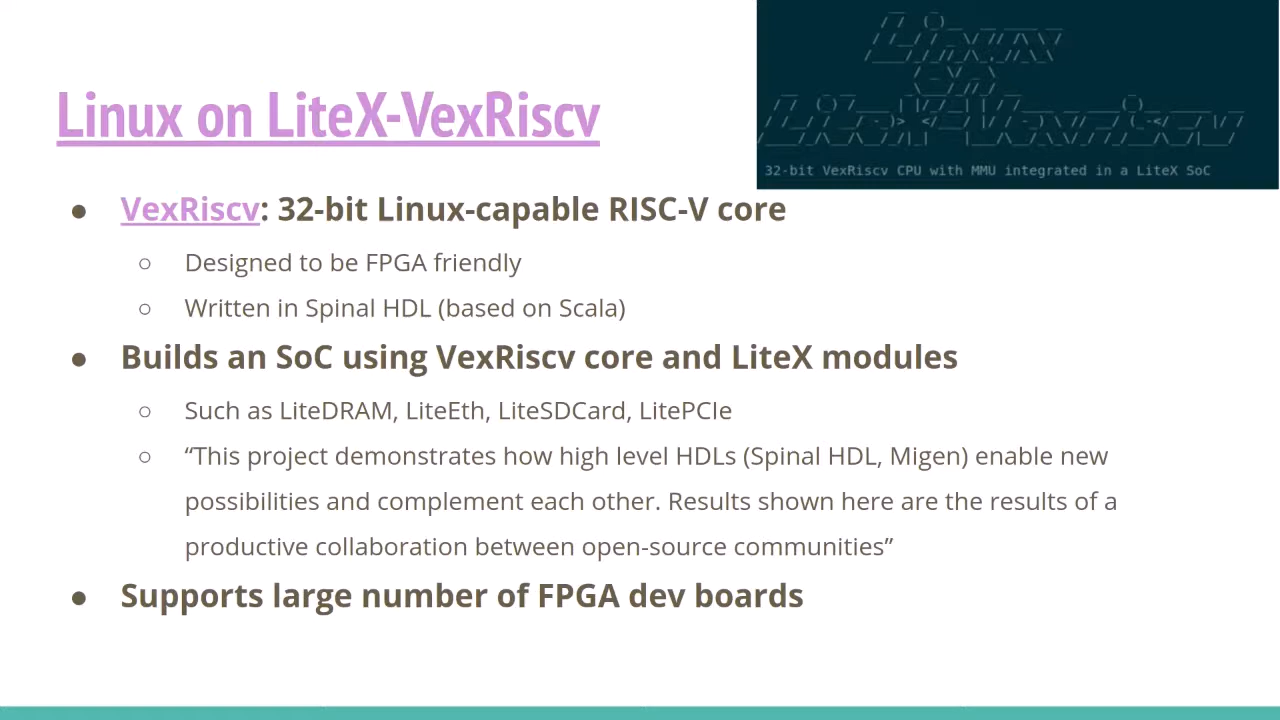 Linux on LiteX-VexRiscv
Linux
on
LiteX-VexRiscv
32-bit VexRiscv CPU with MMU integrated in a LiteX SoC
● VexRiscv: 32-bit Linux-capable RISC-V core
○ Designed to be FPGA friendly
○ Written in Spinal HDL (based on Scala)
● Builds an SoC using VexRiscv core and LiteX modules
○ Such as LiteDRAM, LiteEth, LiteSDCard, LitePCIe
○ “This project demonstrates how high level HDLs (Spinal HDL, Migen) enable new
possibilities and complement each other. Results shown here are the results of a
productive collaboration between open-source communities”
● Supports large number of FPGA dev boards